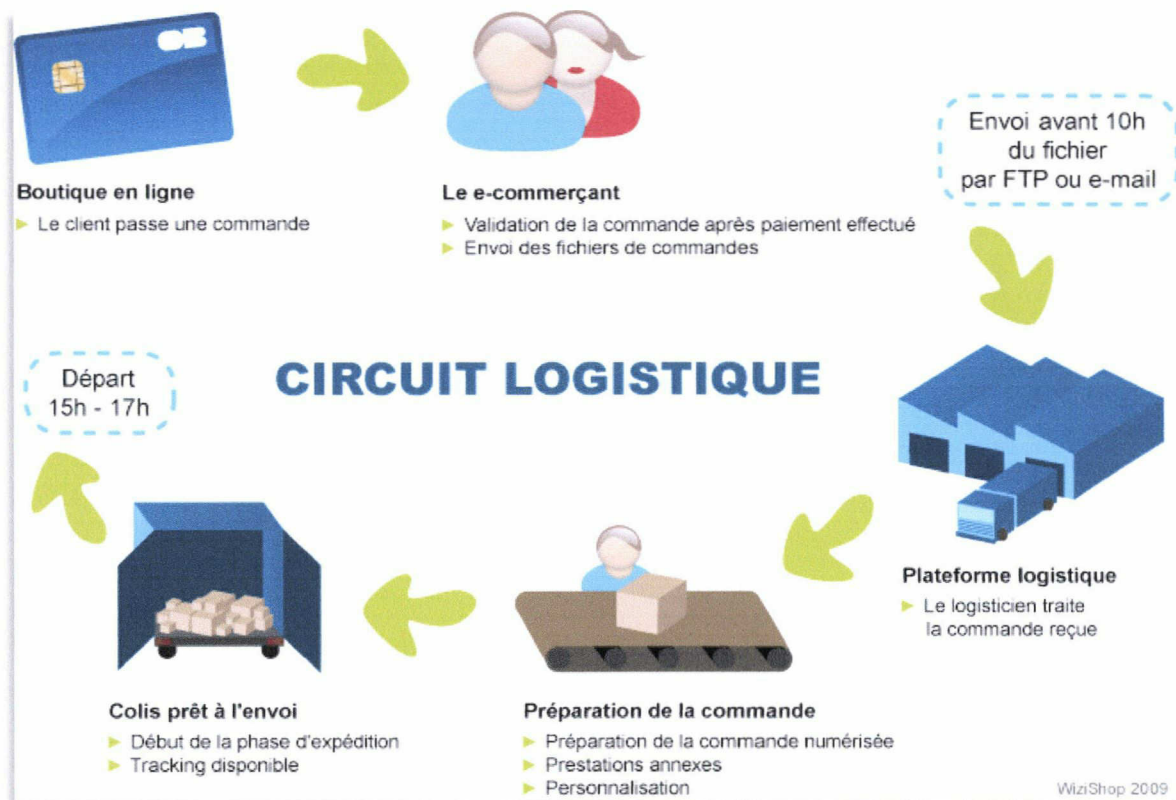 Boutique en ligne
Le client passe une commande
Le e-commerçant
Validation de la commande après paiement effectué
Envoi des fichiers de commandes
Envoi avant 10h
du fichier
par FTP ou e-mail
CIRCUIT LOGISTIQUE
Départ
15h - 17h
Plateforme logistique
Le logisticien traite
la commande reçue
Préparation de la commande
Préparation de la commande numérisée
Prestations annexes
Personnalisation
Colis prêt à l'envoi
Début de la phase d'expédition
Tracking disponible
WiziShop 2009